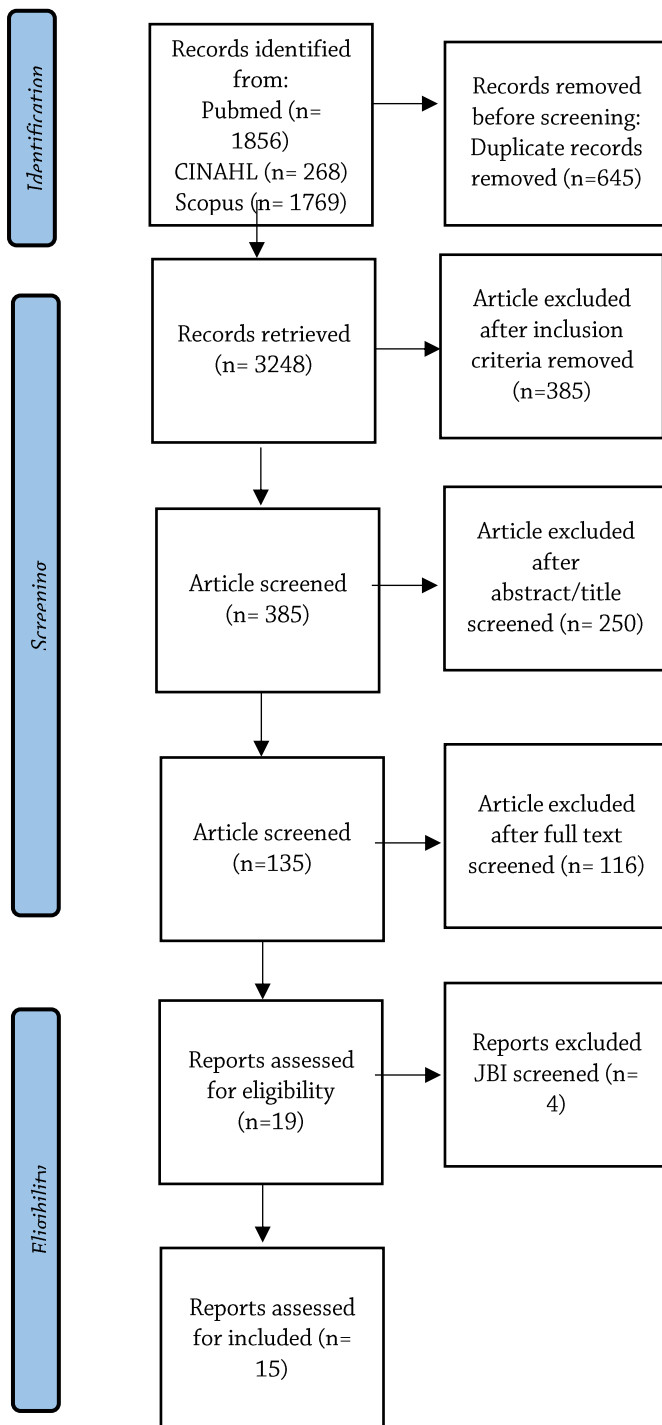 Identification
Records identified
from:
Pubmed (n=
1856)
CINAHL (n= 268)
Scopus (n= 1769)
Records removed
before screening:
Duplicate records
removed (n=645)
Screening
Records retrieved
(n= 3248)
Article excluded
after inclusion
criteria removed
(n=385)
Article screened
(n= 385)
Article excluded
after
abstract/title
screened (n= 250)
Article screened
(n=135)
Article excluded
after full text
screened (n= 116)
Eligibility
Reports assessed
for eligibility
(n=19)
Reports excluded
JBI screened (n=
4)
Reports assessed
for included (n=
15)